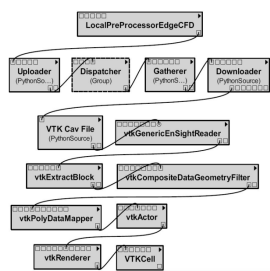 LocalPreProcessorEdgeCFD
Uploader Dispatcher Gatherer Downloader
(PythonSo... (Group) (PythonS... (PythonSource)
VTK Cav File vtkGenericEnSightReader
(PythonSource)
vtkExtractBlock vtkCompositeDataGeometryFilter
vtkPolyDataMapper vtkActor
vtkRenderer VTKCell